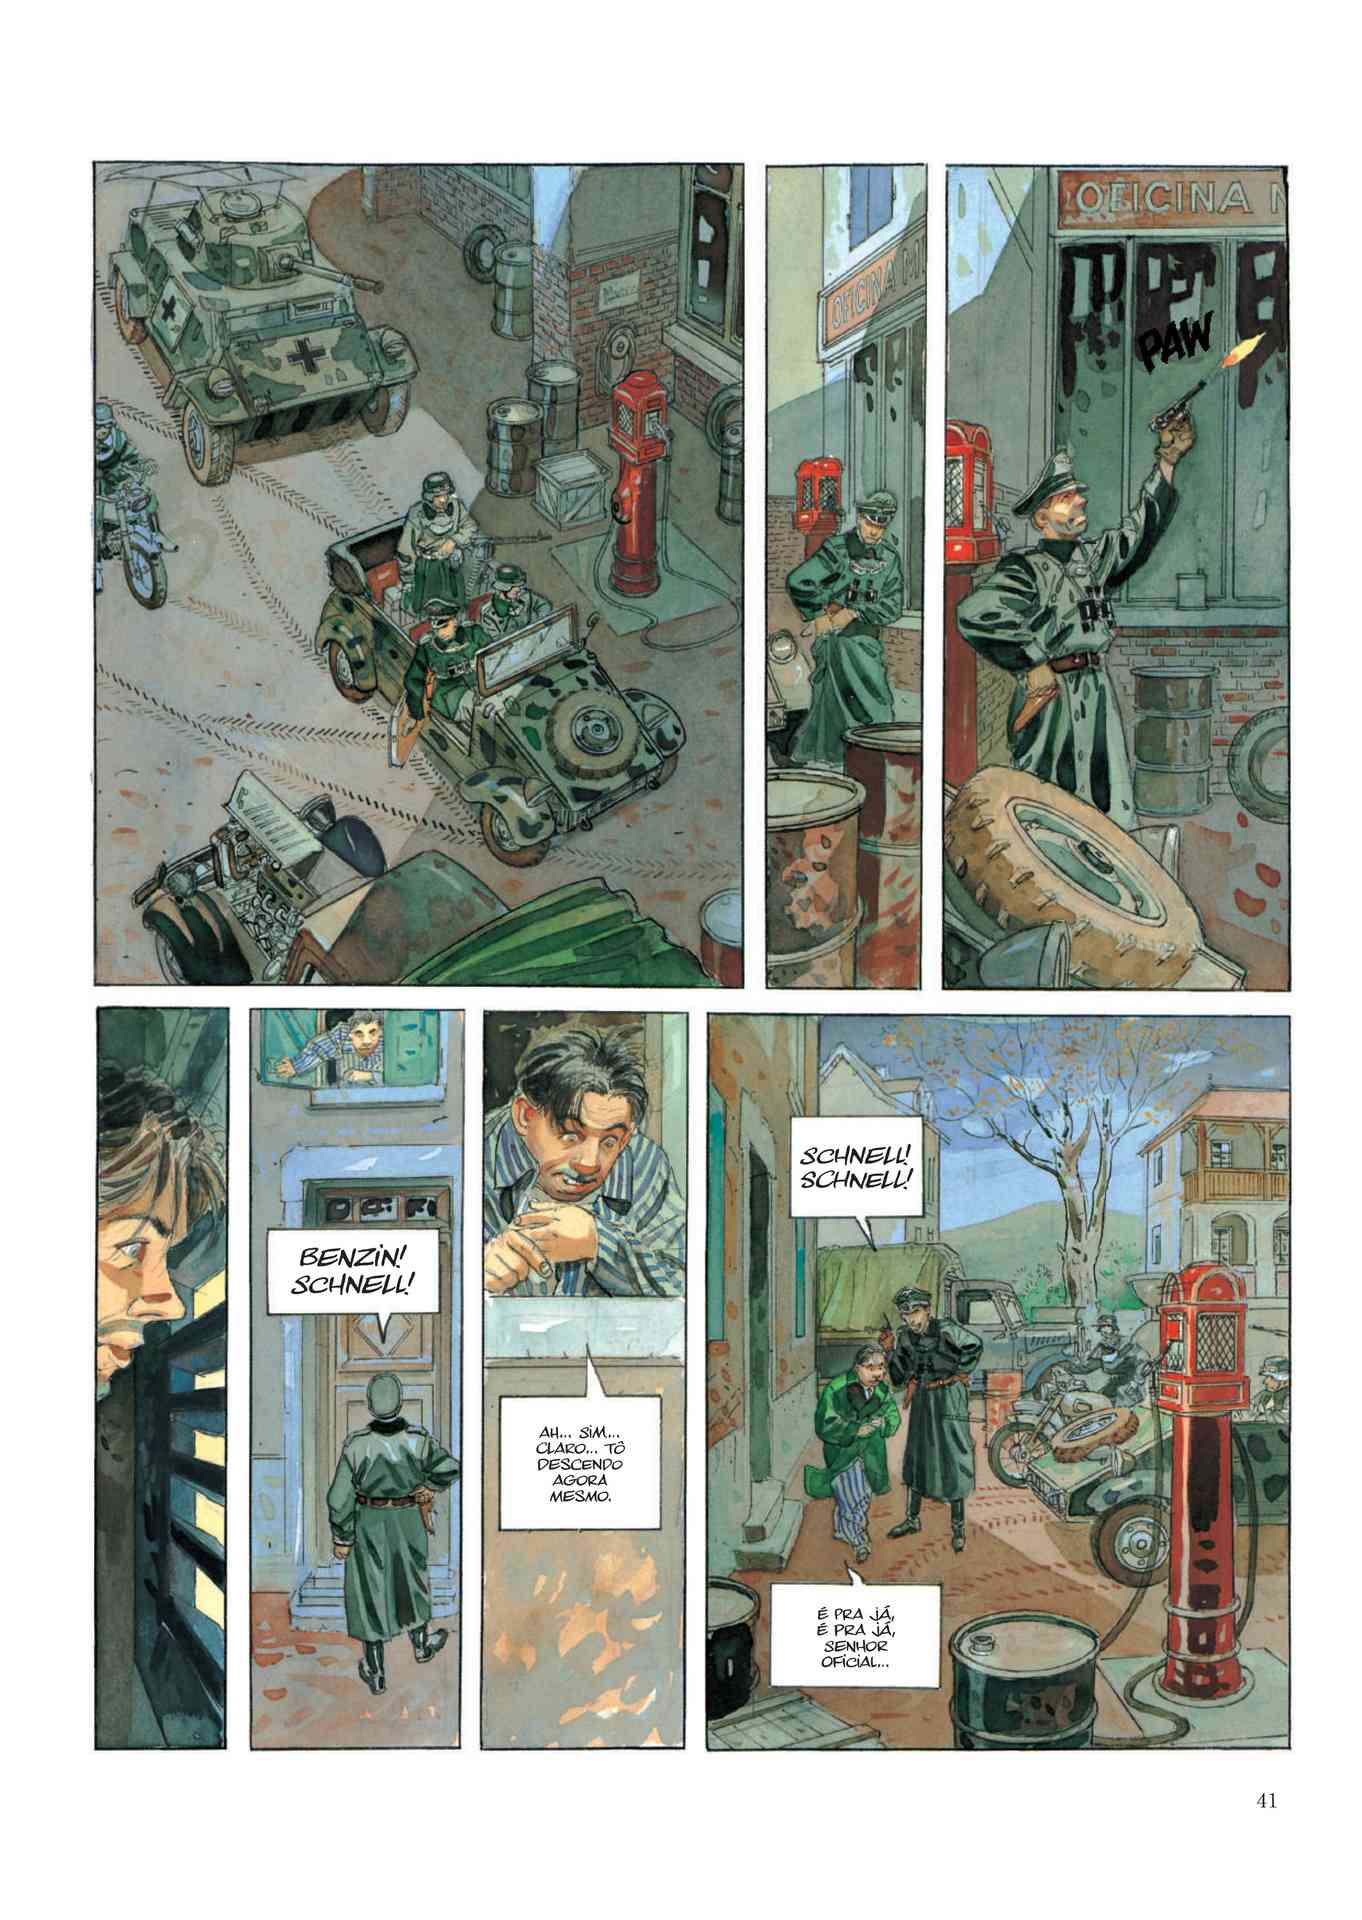 OFICINA M
OFICINA M
PAW
BENZIN!
SCHNELL!
AH... SIM...
CLARO... TÔ
DESCENDO
AGORA
MESMO.
SCHNELL!
SCHNELL!
É PRA JÁ,
É PRA JÁ,
SENHOR
OFICIAL...
41